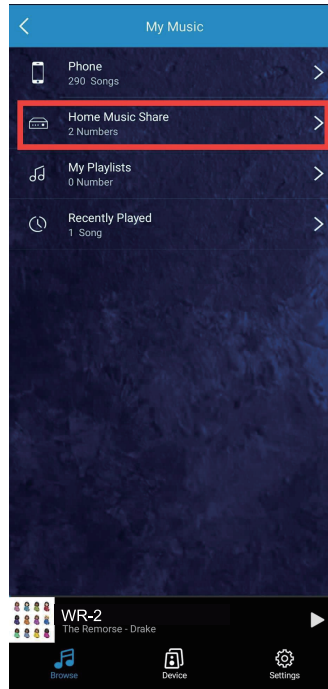 My Music
Phone
290 Songs
Home Music Share
2 Numbers
My Playlists
0 Number
Recently Played
1 Song
WR-2
The Remorse - Drake
Browse
Device
Settings